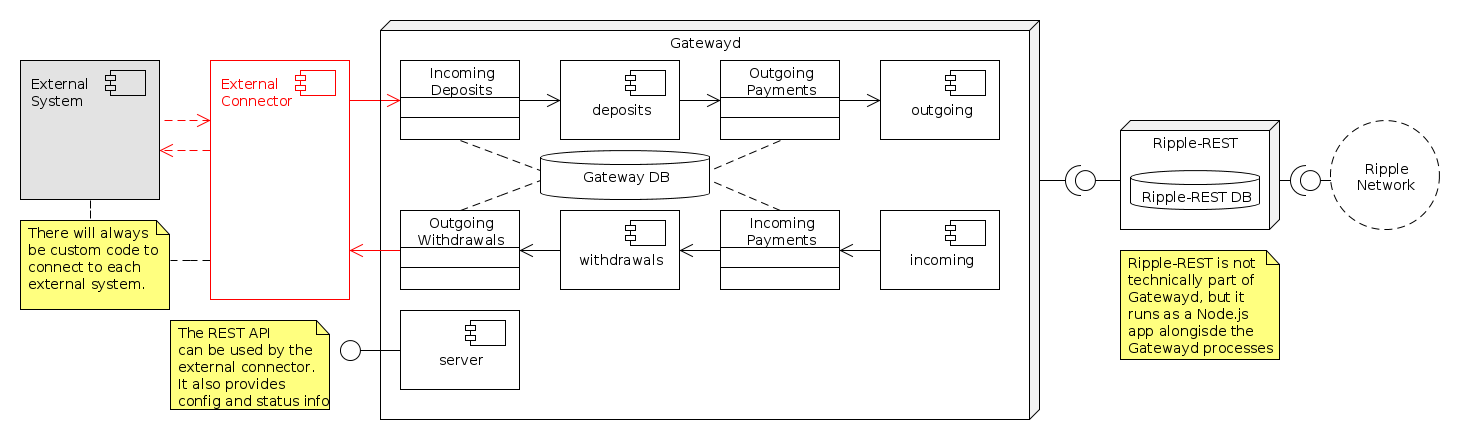 Gatewayd
External
System
External
Connector
Incoming
Deposits
deposits
Outgoing
Payments
outgoing
Gateway DB
Outgoing
Withdrawals
withdrawals
Incoming
Payments
incoming
server
Ripple-REST
Ripple-REST DB
Ripple
Network
There will always
be custom code to
connect to each
external system.
The REST API
can be used by the
external connector.
It also provides
config and status info
Ripple-REST is not
technically part of
Gatewayd, but it
runs as a Node.js
app alongisde the
Gatewayd processes